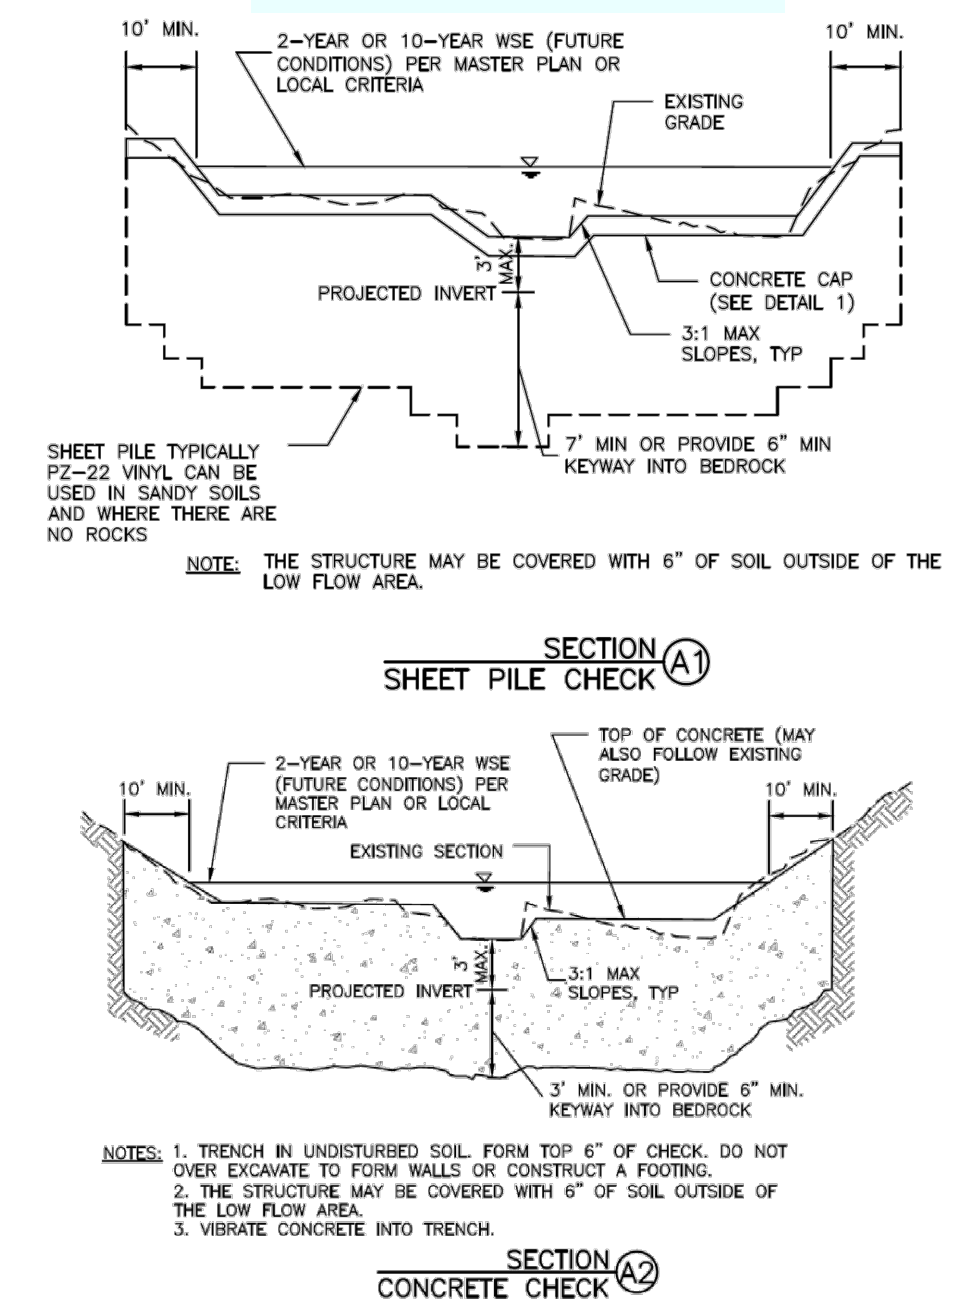 10' MIN.
10' MIN.
2-YEAR OR 10-YEAR WSE (FUTURE
CONDITIONS) PER MASTER PLAN OR
LOCAL CRITERIA
EXISTING
GRADE
3'
MAX.
PROJECTED INVERT
CONCRETE CAP
(SEE DETAIL 1)
3:1 MAX
SLOPES, TYP
SHEET PILE TYPICALLY
PZ-22 VINYL CAN BE
USED IN SANDY SOILS
AND WHERE THERE ARE
NO ROCKS
7' MIN OR PROVIDE 6" MIN
KEYWAY INTO BEDROCK
NOTE: THE STRUCTURE MAY BE COVERED WITH 6" OF SOIL OUTSIDE OF THE
LOW FLOW AREA.
SECTION
SHEET PILE CHECK
A1
TOP OF CONCRETE (MAY
ALSO FOLLOW EXISTING
GRADE)
2-YEAR OR 10-YEAR WSE
(FUTURE CONDITIONS) PER
MASTER PLAN OR LOCAL
CRITERIA
10' MIN.
10' MIN.
EXISTING SECTION
3'
MAX.
PROJECTED INVERT
3:1 MAX
SLOPES, TYP
3' MIN. OR PROVIDE 6" MIN.
KEYWAY INTO BEDROCK
NOTES: 1. TRENCH IN UNDISTURBED SOIL. FORM TOP 6" OF CHECK. DO NOT
OVER EXCAVATE TO FORM WALLS OR CONSTRUCT A FOOTING.
2. THE STRUCTURE MAY BE COVERED WITH 6" OF SOIL OUTSIDE OF
THE LOW FLOW AREA.
3. VIBRATE CONCRETE INTO TRENCH.
SECTION
CONCRETE CHECK
A2